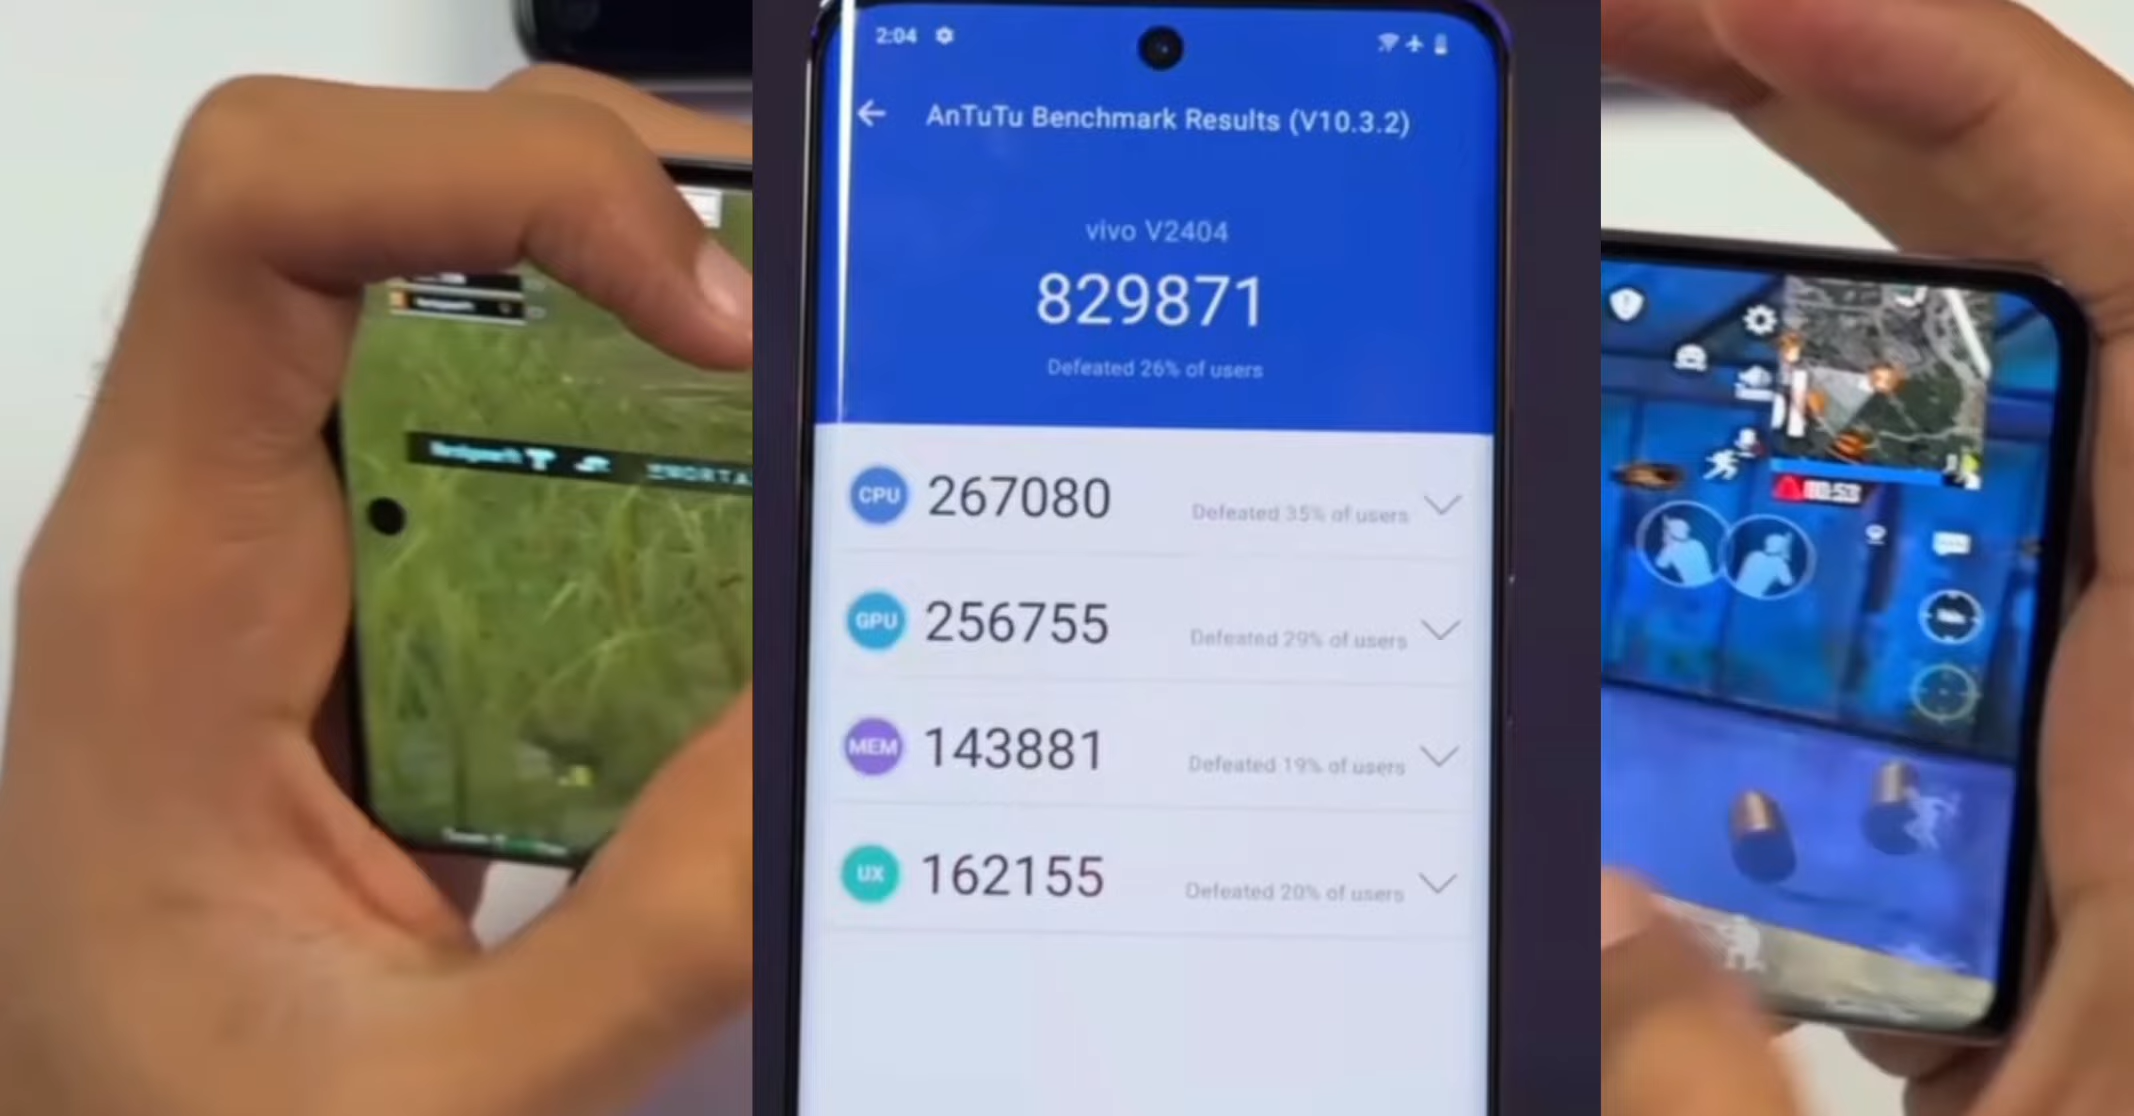 2:04
AnTuTu Benchmark Results (V10.3.2)
vivo V2404
829871
Defeated 26% of users
CPU 267080 Defeated 35% of users
GPU 256755 Defeated 29% of users
MEM 143881 Defeated 19% of users
UX 162155 Defeated 20% of users
00:53